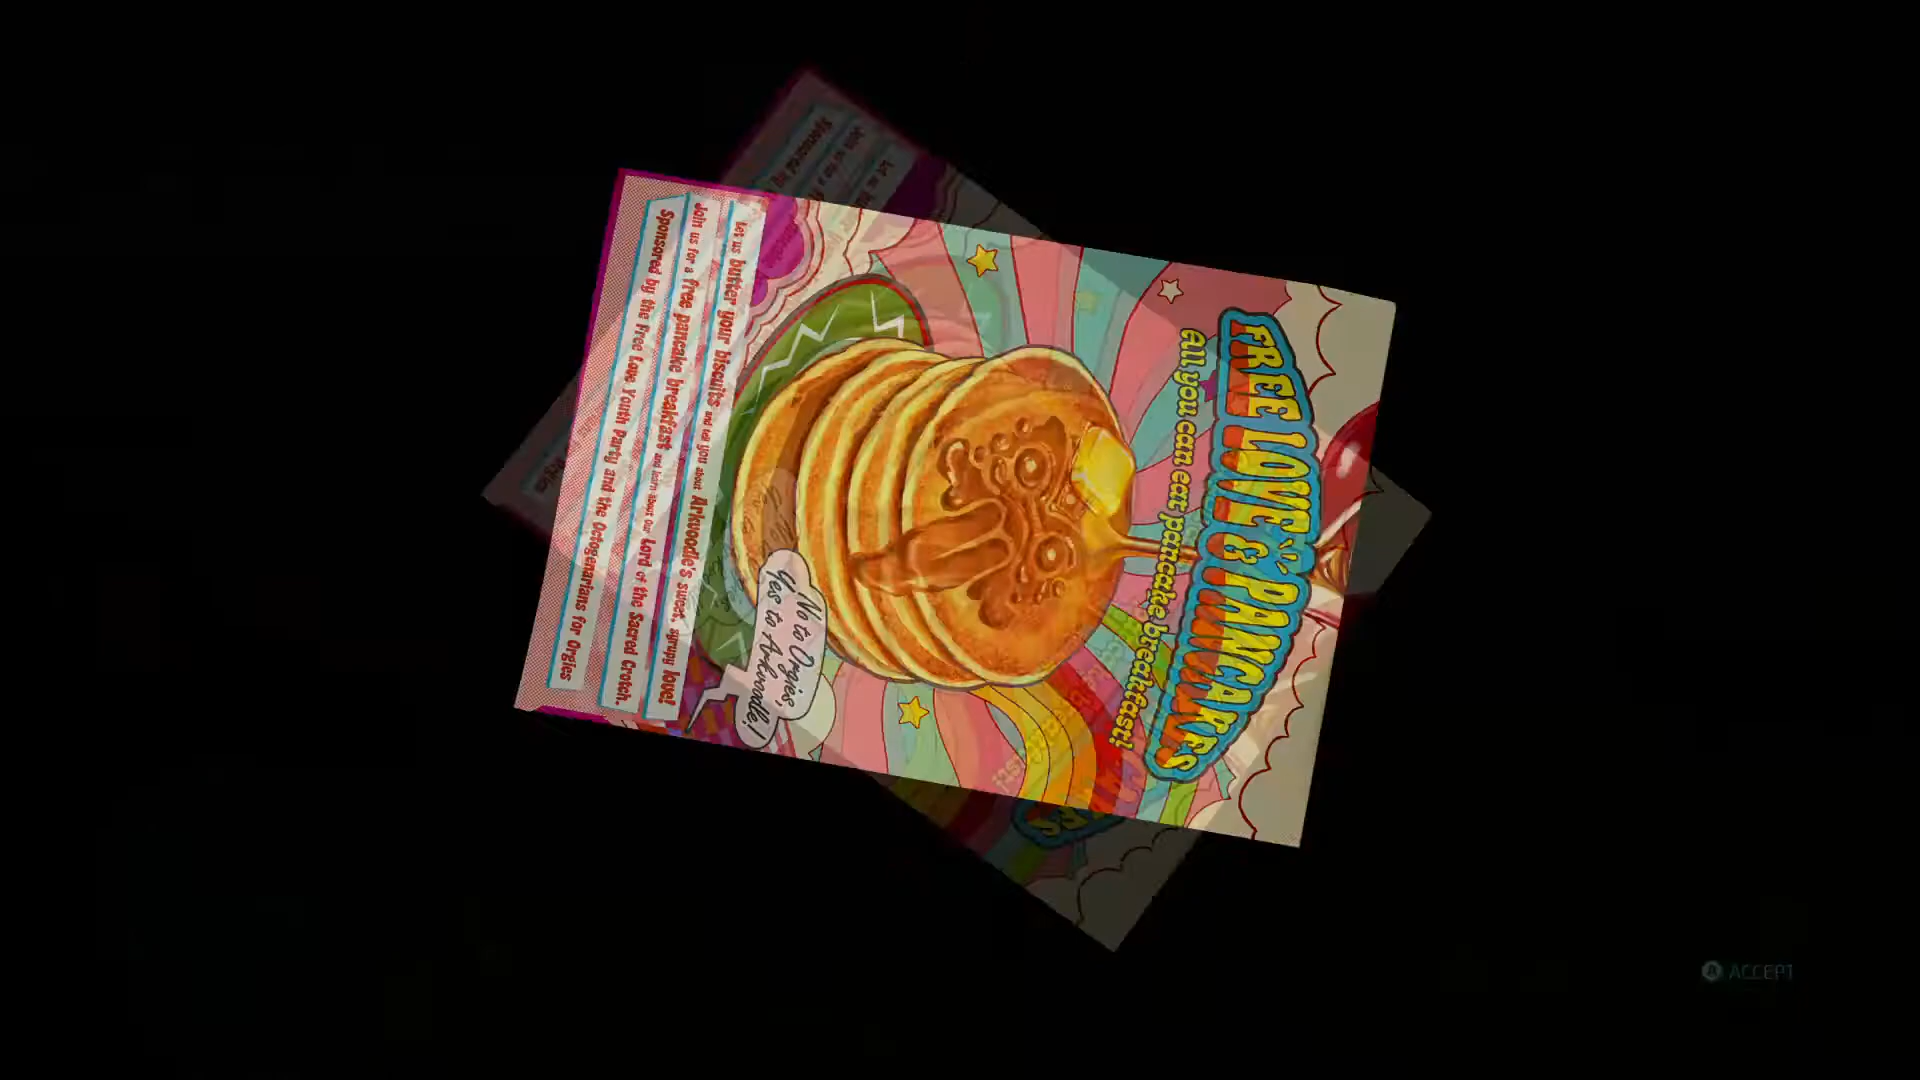 FREE LOVE & PANCAKES
All you can eat pancake breakfast!
No to Orgies,
Yes to Arkvoodle!
Let us butter your biscuits and tell you about Arkvoodle's sweet, syrupy love!
Join us for a free pancake breakfast and learn about our Lord of the Sacred Crotch.
Sponsored by the Free Love Youth Party and the Octogenarians for Orgies
A ACCEPT